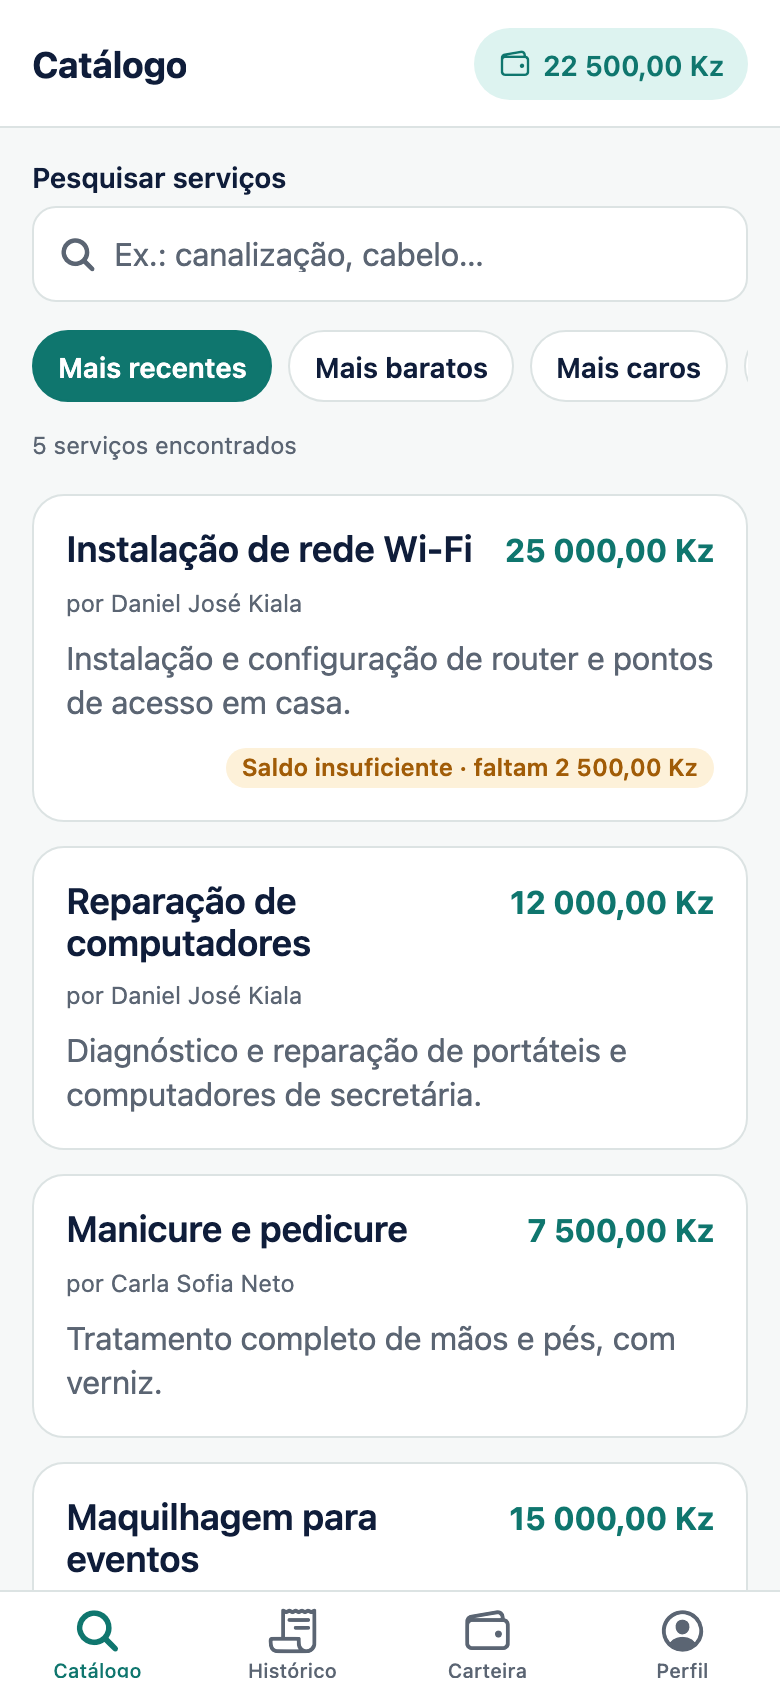 Catálogo
22 500,00 Kz
Pesquisar serviços
Ex.: canalização, cabelo...
Mais recentes
Mais baratos
Mais caros
5 serviços encontrados
Instalação de rede Wi-Fi
25 000,00 Kz
por Daniel José Kiala
Instalação e configuração de router e pontos
de acesso em casa.
Saldo insuficiente · faltam 2 500,00 Kz
Reparação de
computadores
12 000,00 Kz
por Daniel José Kiala
Diagnóstico e reparação de portáteis e
computadores de secretária.
Manicure e pedicure
7 500,00 Kz
por Carla Sofia Neto
Tratamento completo de mãos e pés, com
verniz.
Maquilhagem para
eventos
15 000,00 Kz
Catálogo
Histórico
Carteira
Perfil